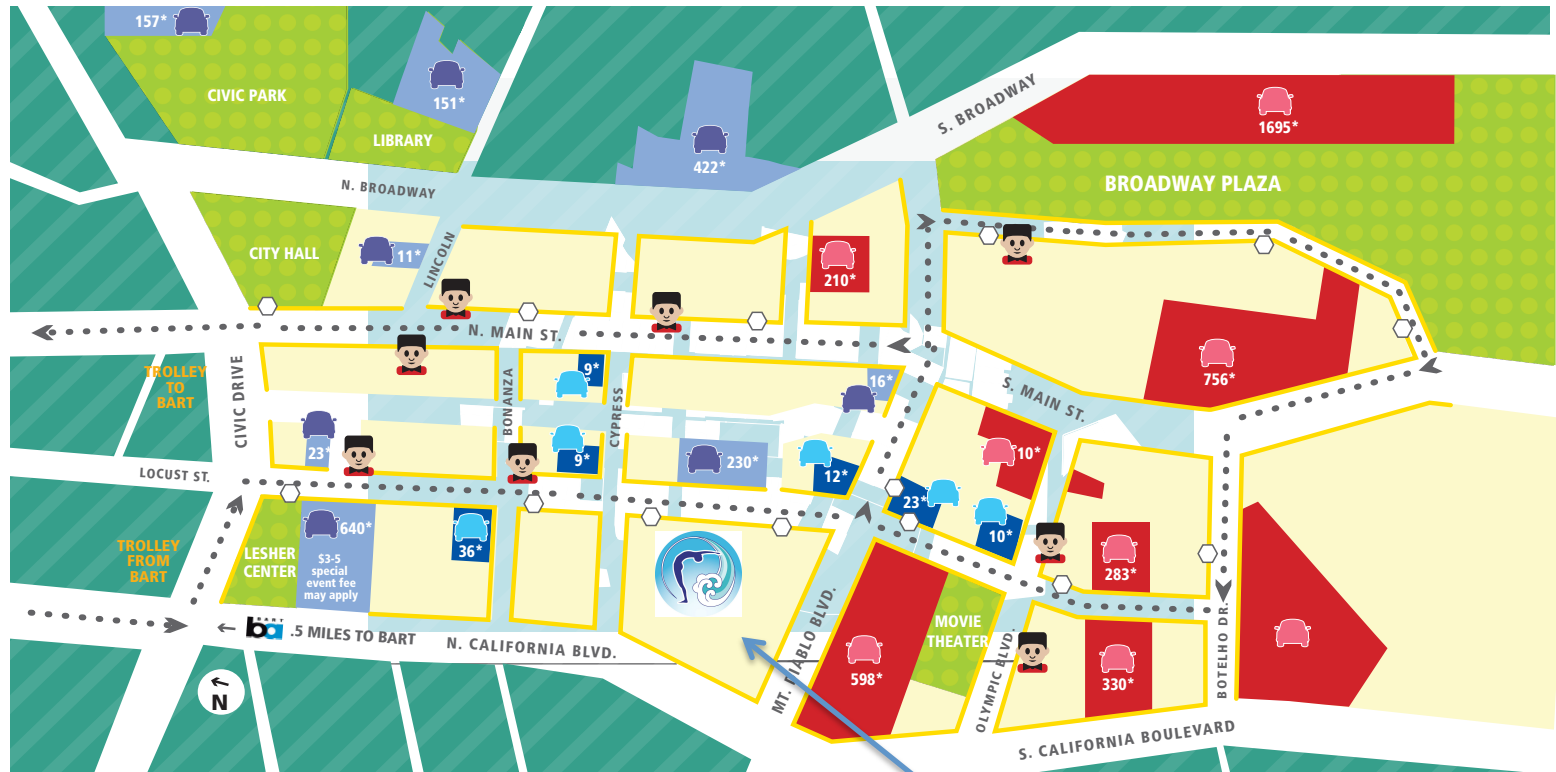 157*
CIVIC PARK
151*
LIBRARY
422*
S. BROADWAY
1695*
BROADWAY PLAZA
N. BROADWAY
CITY HALL
11*
LINCOLN
210*
N. MAIN ST.
756*
TROLLEY
TO
BART
CIVIC DRIVE
9*
BONANZA
CYPRESS
16*
S. MAIN ST.
23*
9*
230*
12*
10*
LOCUST ST.
23*
10*
640*
$3-5
special
event fee
may apply
LESHER
CENTER
36*
TROLLEY
FROM
BART
283*
BART
ba
.5 MILES TO BART
N. CALIFORNIA BLVD.
MT. DIABLO BLVD.
598*
MOVIE
THEATER
OLYMPIC BLVD.
330*
BOTELHO DR.
S. CALIFORNIA BOULEVARD
N